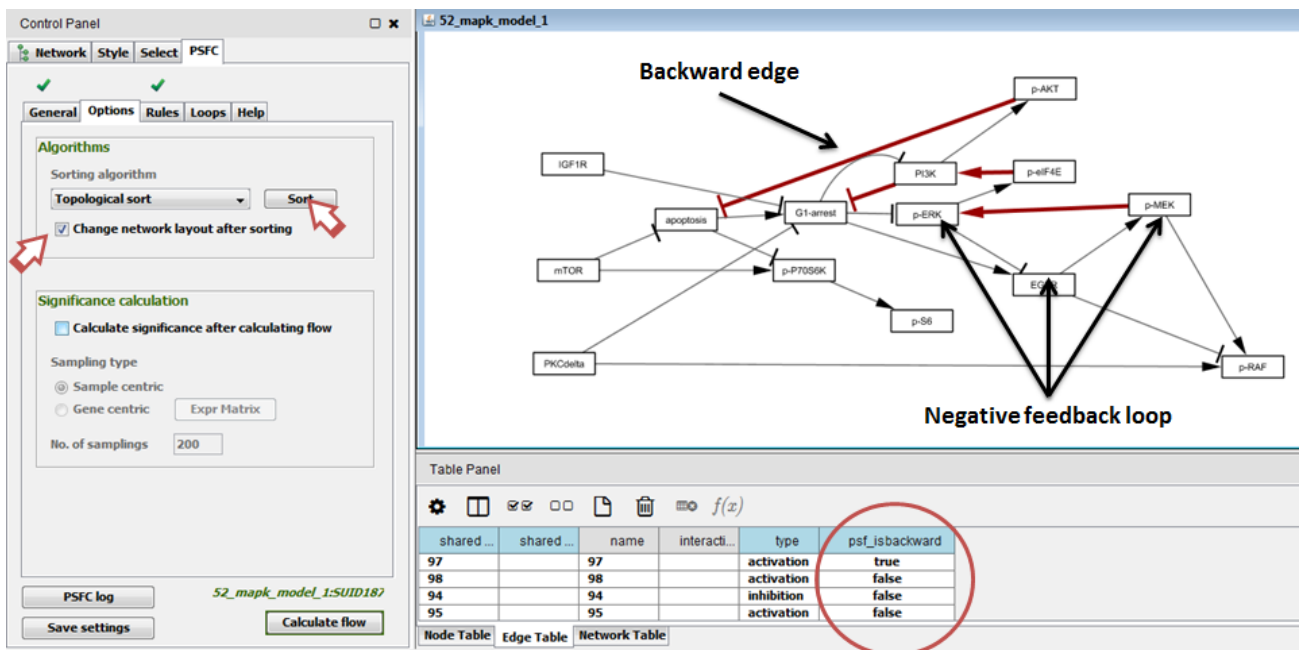 Control Panel
Network Style Select PSFC
General Options Rules Loops Help
Algorithms
Sorting algorithm
Topological sort Sort
Change network layout after sorting
Significance calculation
Calculate significance after calculating flow
Sampling type
Sample centric
Gene centric Expr Matrix
No. of samplings 200
PSFC log 52_mapk_model_1:SUID187
Save settings Calculate flow
52_mapk_model_1
Backward edge
p-AKT
IGF1R
PI3K
p-eIF4E
apoptosis
G1-arrest
p-ERK
p-MEK
mTOR
p-P70S6K
p-S6
PKCdelta
p-RAF
Negative feedback loop
Table Panel
f(x)
shared ... shared ... name interacti... type psf_isbackward
97 97 activation true
98 98 activation false
94 94 inhibition false
95 95 activation false
Node Table Edge Table Network Table